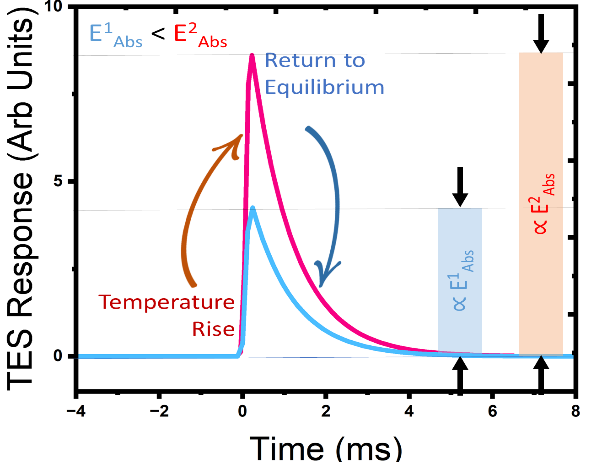 E¹Abs < E²Abs
Return to
Equilibrium
Temperature
Rise
∝ E¹Abs
∝ E²Abs
TES Response (Arb Units)
10
5
0
−4 −2 0 2 4 6 8
Time (ms)